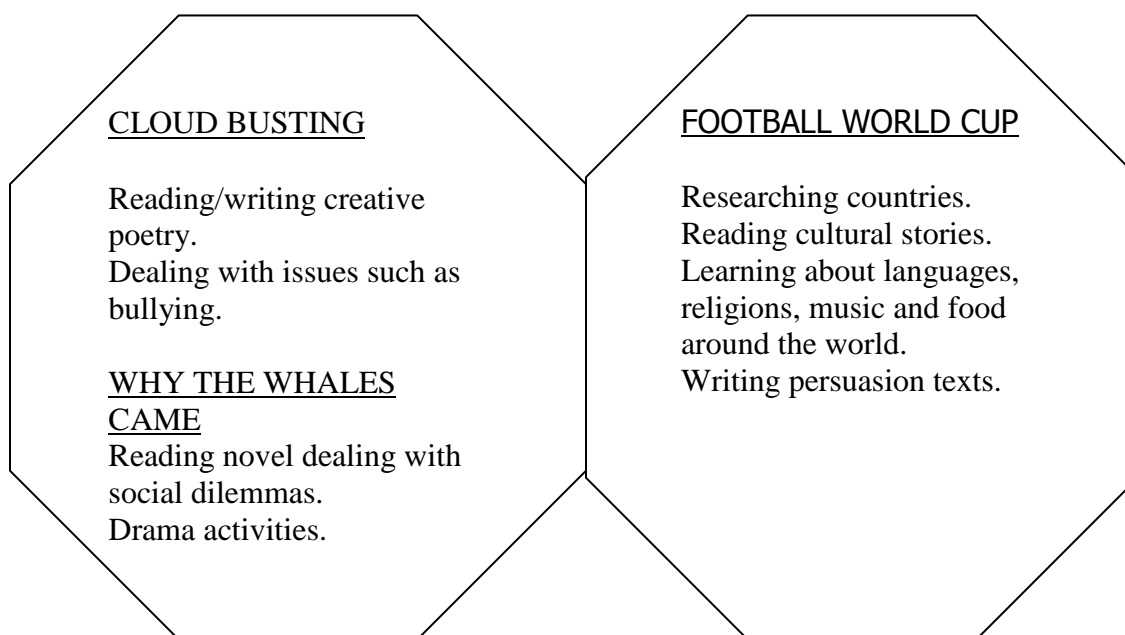 CLOUD BUSTING
Reading/writing creative
poetry.
Dealing with issues such as
bullying.
WHY THE WHALES
CAME
Reading novel dealing with
social dilemmas.
Drama activities.
FOOTBALL WORLD CUP
Researching countries.
Reading cultural stories.
Learning about languages,
religions, music and food
around the world.
Writing persuasion texts.